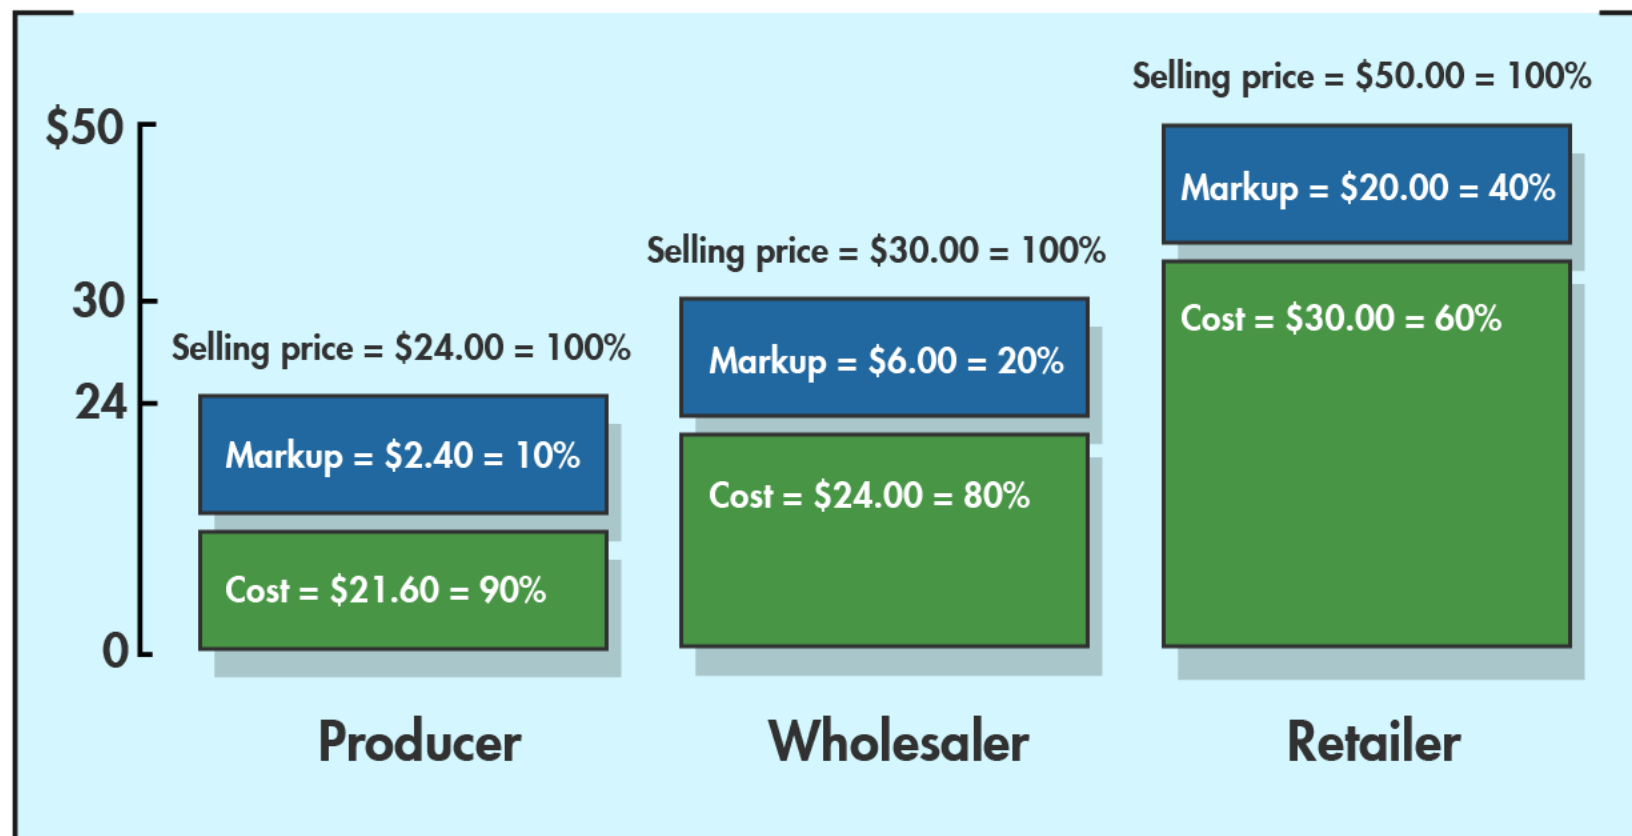 Selling price = $50.00 = 100%
$50
Markup = $20.00 = 40%
Selling price = $30.00 = 100%
30
Cost = $30.00 = 60%
Selling price = $24.00 = 100%
Markup = $6.00 = 20%
24
Markup = $2.40 = 10%
Cost = $24.00 = 80%
Cost = $21.60 = 90%
0
Producer
Wholesaler
Retailer